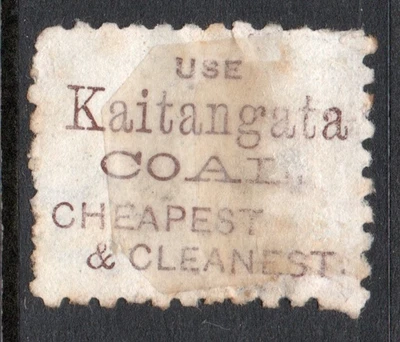 USE
Kaitangata
COAL,
CHEAPEST
& CLEANEST.